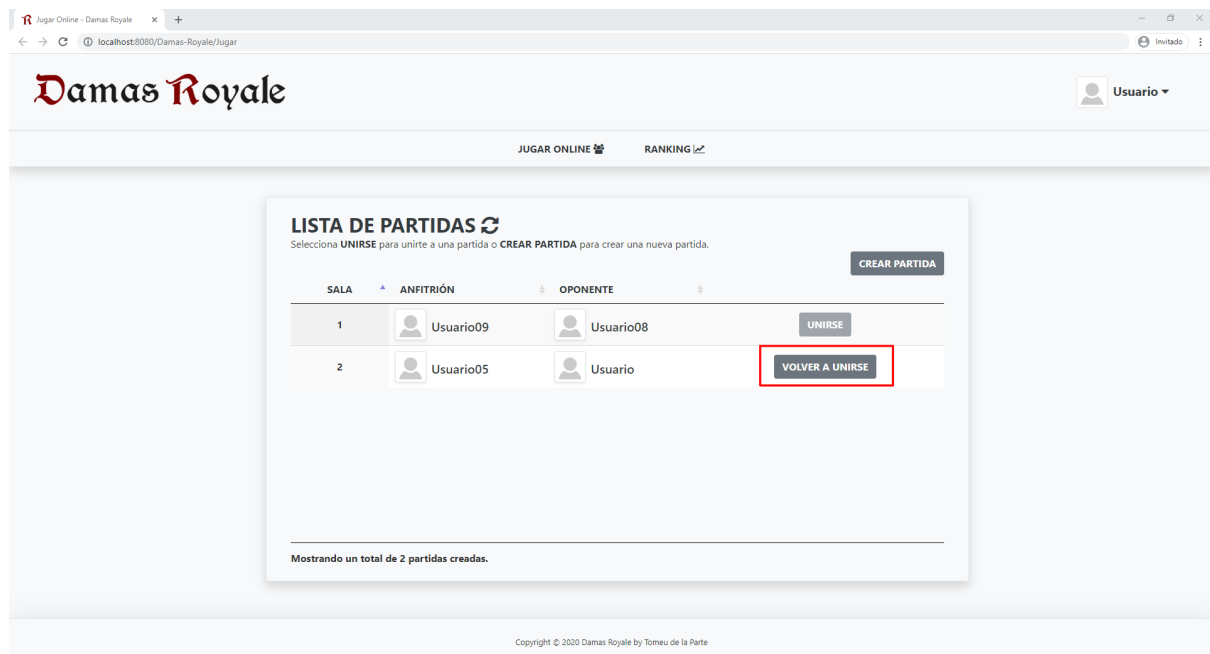 Jugar Online - Damas Royale
localhost:8080/Damas-Royale/Jugar
Invitado
Damas Royale
Usuario
JUGAR ONLINE
RANKING
LISTA DE PARTIDAS
Selecciona UNIRSE para unirte a una partida o CREAR PARTIDA para crear una nueva partida.
CREAR PARTIDA
SALA ANFITRIÓN OPONENTE
1 Usuario09 Usuario08 UNIRSE
2 Usuario05 Usuario VOLVER A UNIRSE
Mostrando un total de 2 partidas creadas.
Copyright © 2020 Damas Royale by Tomeu de la Parte